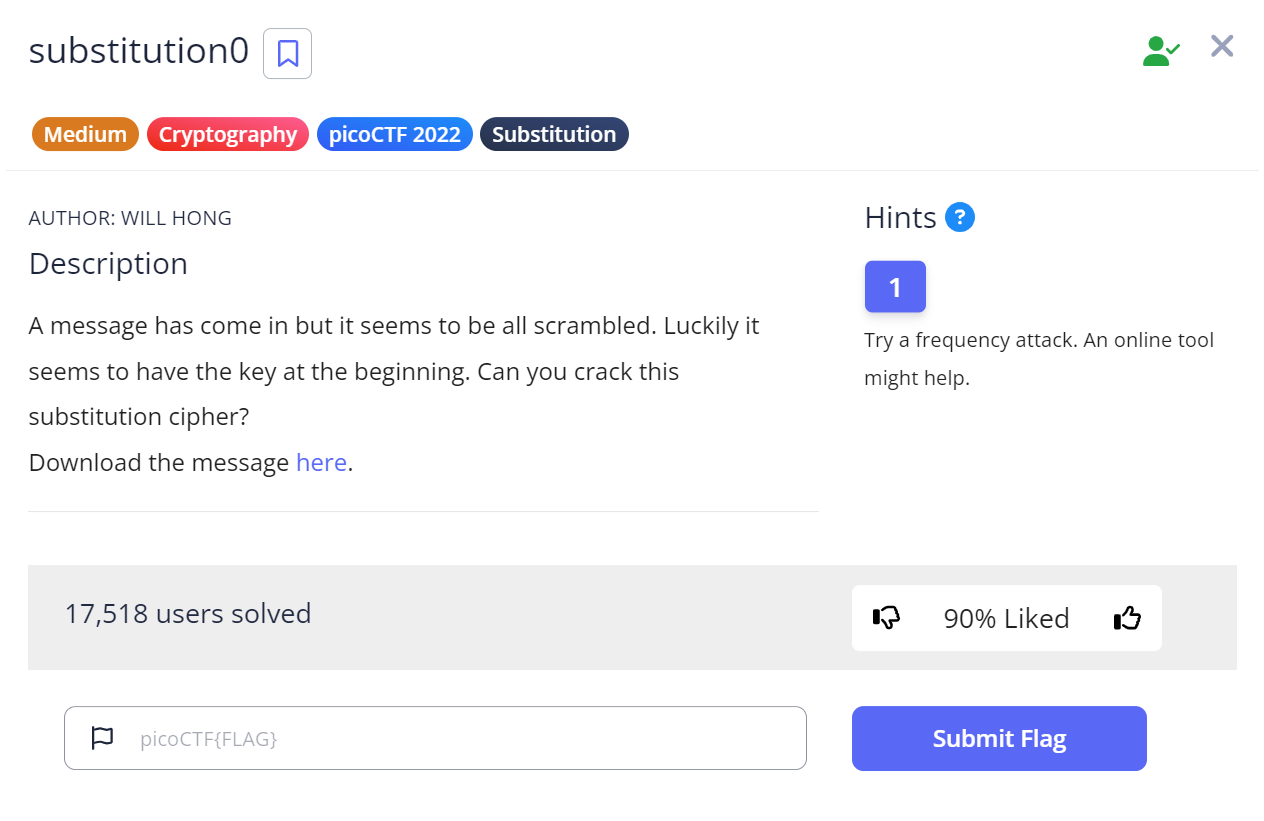 substitution0
Medium Cryptography picoCTF 2022 Substitution
AUTHOR: WILL HONG
Description
A message has come in but it seems to be all scrambled. Luckily it
seems to have the key at the beginning. Can you crack this
substitution cipher?
Download the message here.
Hints ?
1
Try a frequency attack. An online tool
might help.
17,518 users solved
90% Liked
picoCTF{FLAG}
Submit Flag